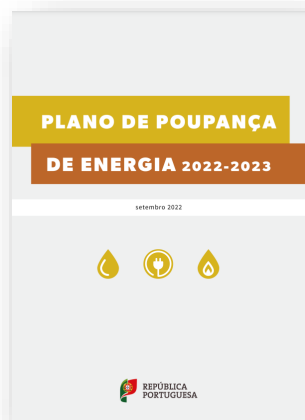 PLANO DE POUPANÇA
DE ENERGIA 2022-2023
setembro 2022
REPÚBLICA
PORTUGUESA